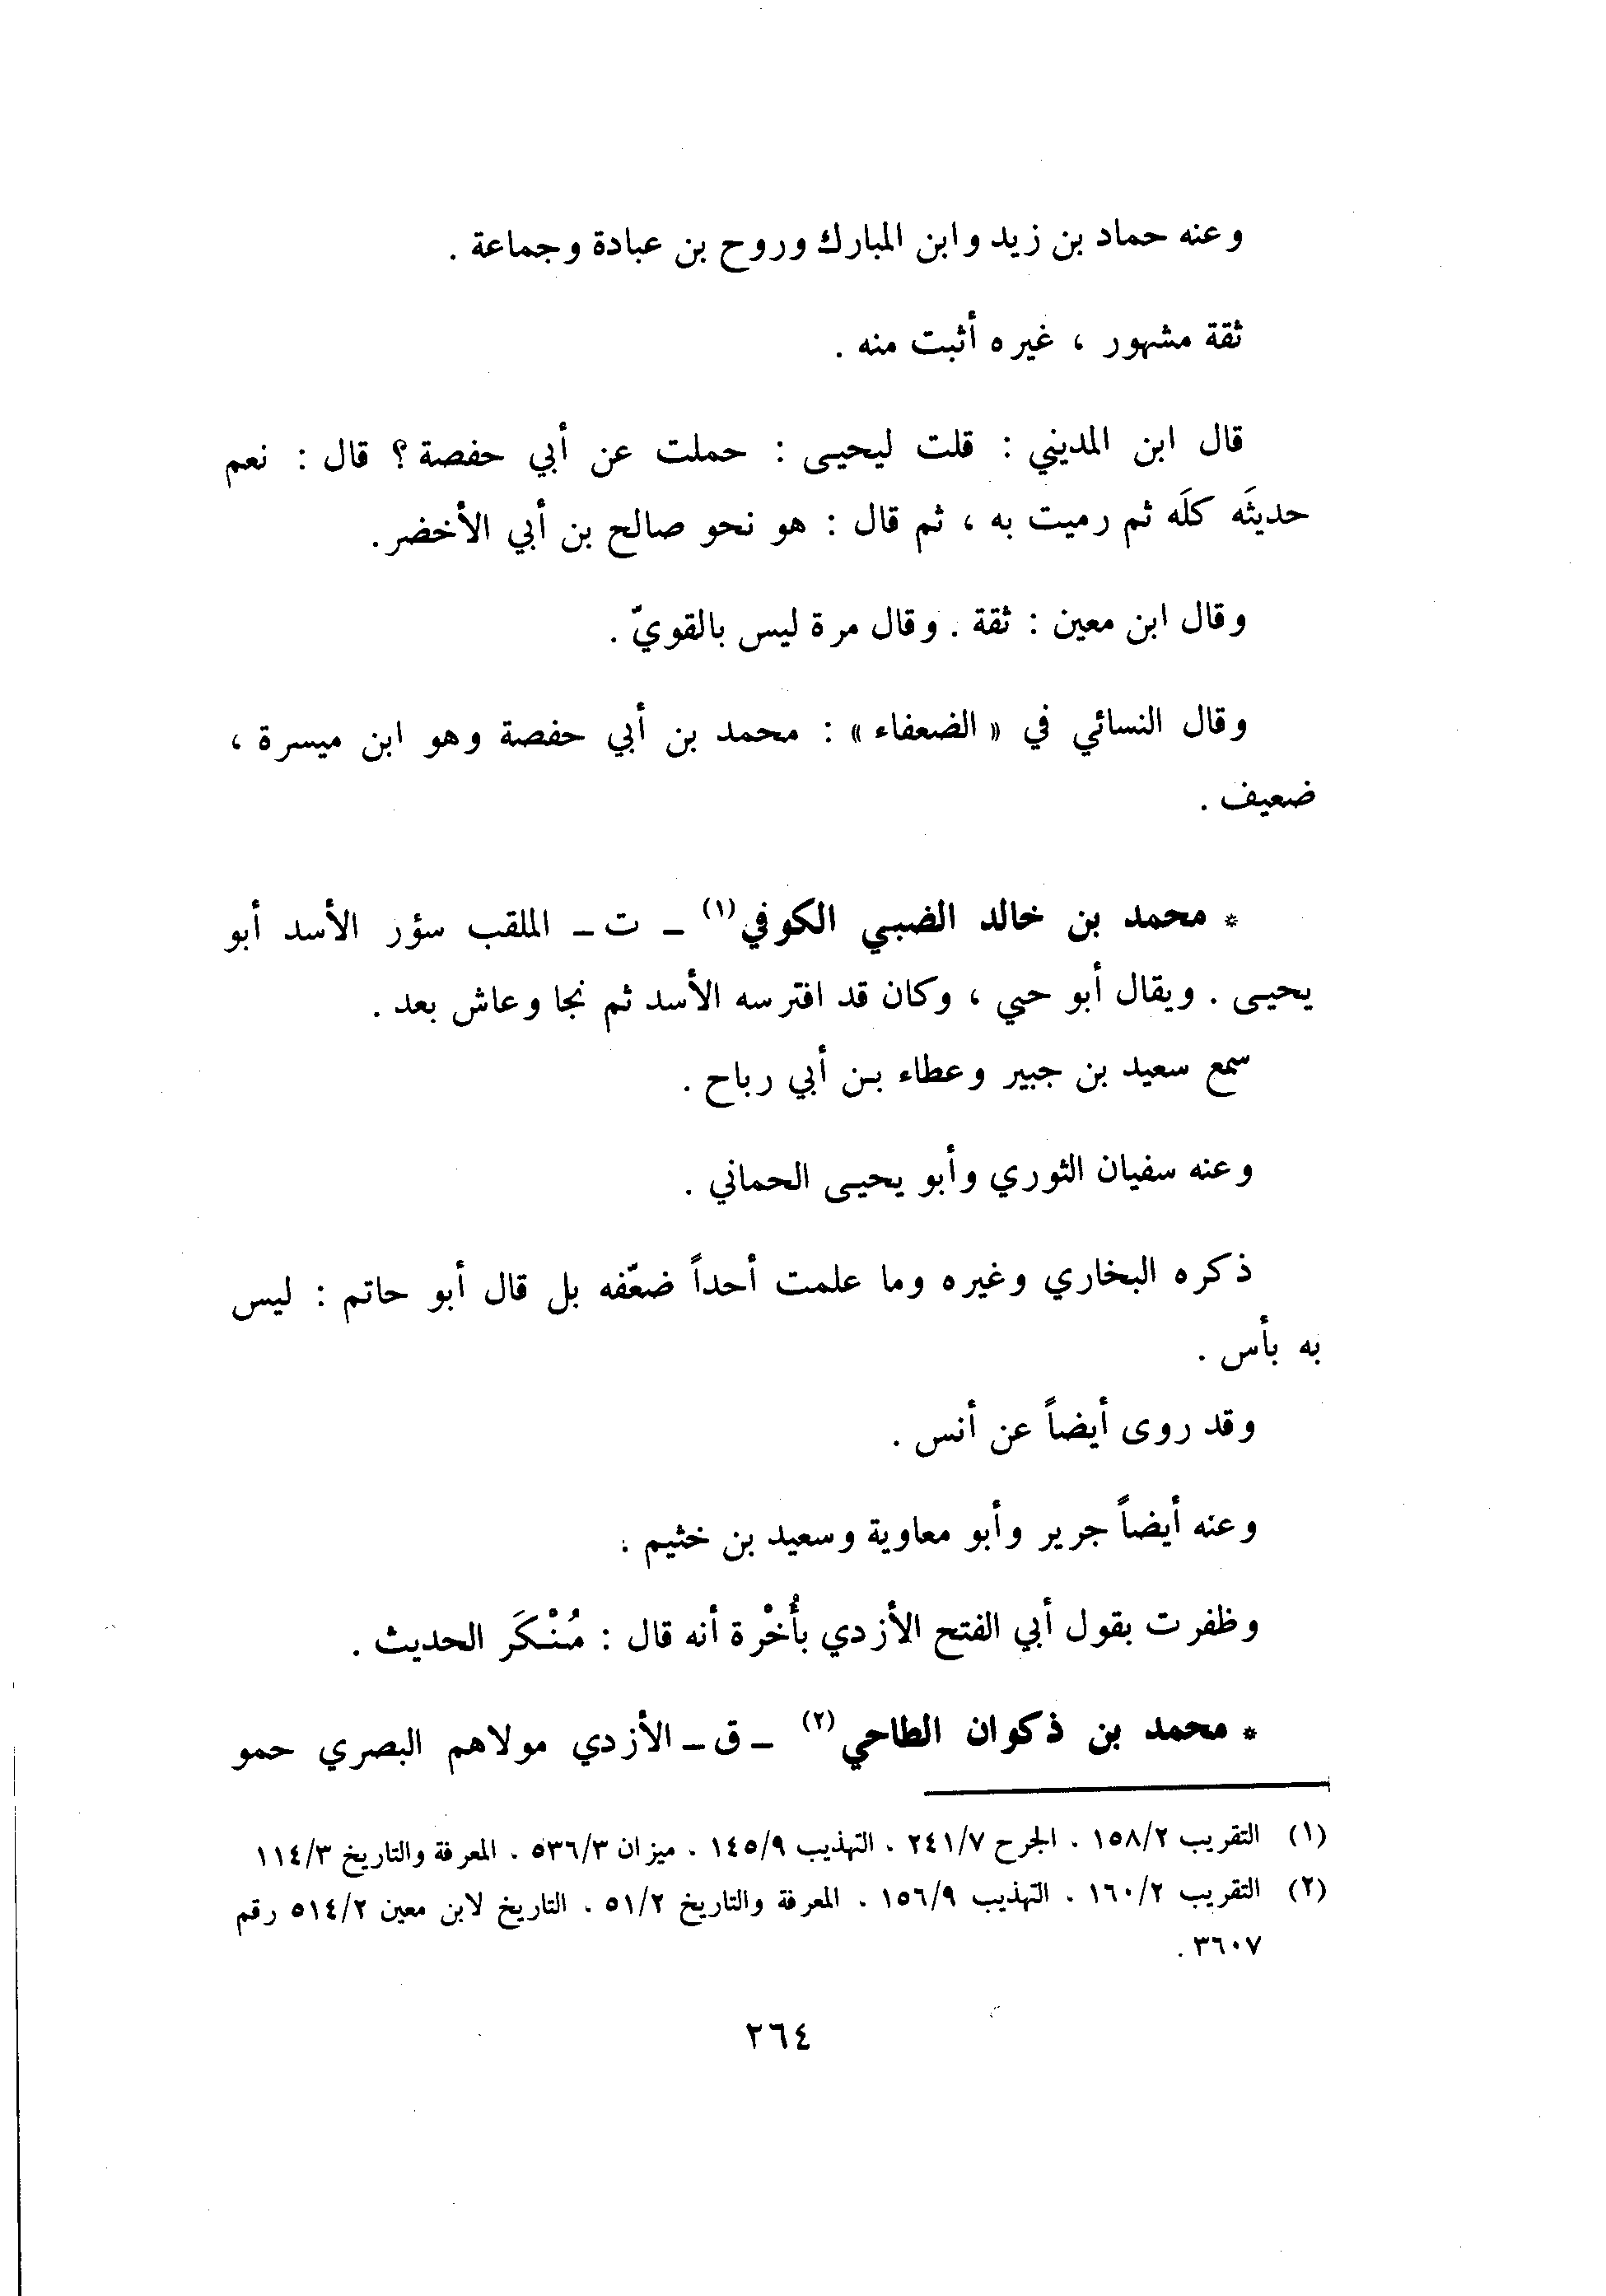 وعنه حماد بن زيد وابن المبارك وروح بن عبادة وجماعة .
ثقة مشهور ، غيره أثبت منه .
قال ابن المديني : قلت ليحيى : حملت عن أبي حفصة ؟ قال : نعم
حديثَه كلَه ثم رميت به ، ثم قال : هو نحو صالح بن أبي الأخضر .
وقال ابن معين : ثقة . وقال مرة ليس بالقويّ .
وقال النسائي في « الضعفاء » : محمد بن أبي حفصة وهو ابن ميسرة ،
ضعيف .
* محمد بن خالد الضبي الكوفي (١) ـ ت ـ الملقب سؤر الأسد أبو
يحيى . ويقال أبو حيي ، وكان قد افترسه الأسد ثم نجا وعاش بعد .
سمع سعيد بن جبير وعطاء بن أبي رباح .
وعنه سفيان الثوري وأبو يحيى الحماني .
ذكره البخاري وغيره وما علمت أحداً ضعّفه بل قال أبو حاتم : ليس
به بأس .
وقد روى أيضاً عن أنس .
وعنه أيضاً جرير وأبو معاوية وسعيد بن خثيم .
وظفرت بقول أبي الفتح الأزدي بأُخْرة أنه قال : مُنْكَر الحديث .
* محمد بن ذكوان الطاحي (٢) ـ ق ـ الأزدي مولاهم البصري حمو
(١) التقريب ١٥٨/٢ . الجرح ٢٤١/٧ . التهذيب ١٤٥/٩ . ميزان ٥٣٦/٣ . المعرفة والتاريخ ١١٤/٣
(٢) التقريب ١٦٠/٢ . التهذيب ١٥٦/٩ . المعرفة والتاريخ ٥١/٢ . التاريخ لابن معين ٥١٤/٢ رقم
٣٦٠٧ .
٢٦٤